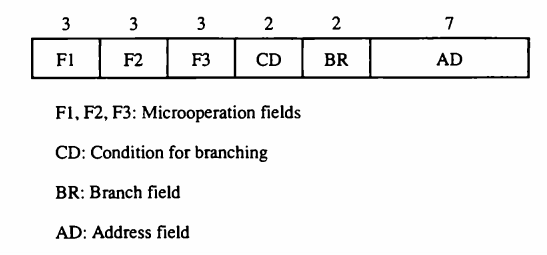 3 3 3 2 2 7
F1 F2 F3 CD BR AD
F1, F2, F3: Microoperation fields
CD: Condition for branching
BR: Branch field
AD: Address field